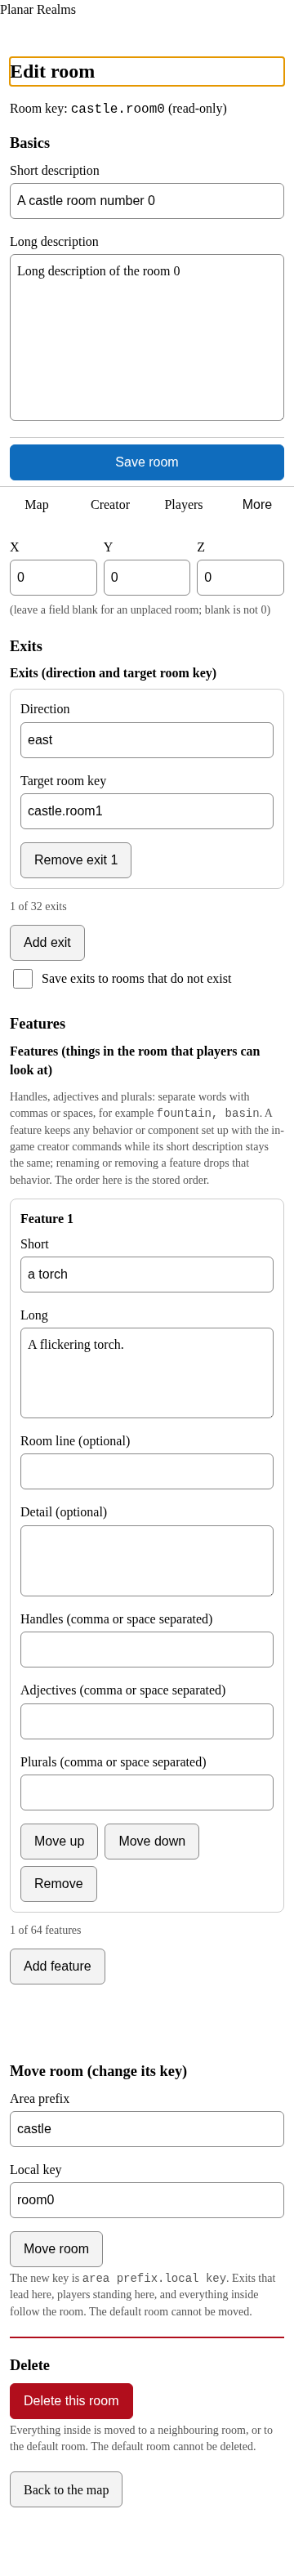 Planar Realms
Edit room
Room key: castle.room0 (read-only)
Basics
Short description
A castle room number 0
Long description
Long description of the room 0
Save room
Map Creator Players More
X Y Z
0 0 0
(leave a field blank for an unplaced room; blank is not 0)
Exits
Exits (direction and target room key)
Direction
east
Target room key
castle.room1
Remove exit 1
1 of 32 exits
Add exit
Save exits to rooms that do not exist
Features
Features (things in the room that players can
look at)
Handles, adjectives and plurals: separate words with
commas or spaces, for example fountain, basin. A
feature keeps any behavior or component set up with the in-
game creator commands while its short description stays
the same; renaming or removing a feature drops that
behavior. The order here is the stored order.
Feature 1
Short
a torch
Long
A flickering torch.
Room line (optional)
Detail (optional)
Handles (comma or space separated)
Adjectives (comma or space separated)
Plurals (comma or space separated)
Move up Move down
Remove
1 of 64 features
Add feature
Move room (change its key)
Area prefix
castle
Local key
room0
Move room
The new key is area prefix.local key. Exits that
lead here, players standing here, and everything inside
follow the room. The default room cannot be moved.
Delete
Delete this room
Everything inside is moved to a neighbouring room, or to
the default room. The default room cannot be deleted.
Back to the map